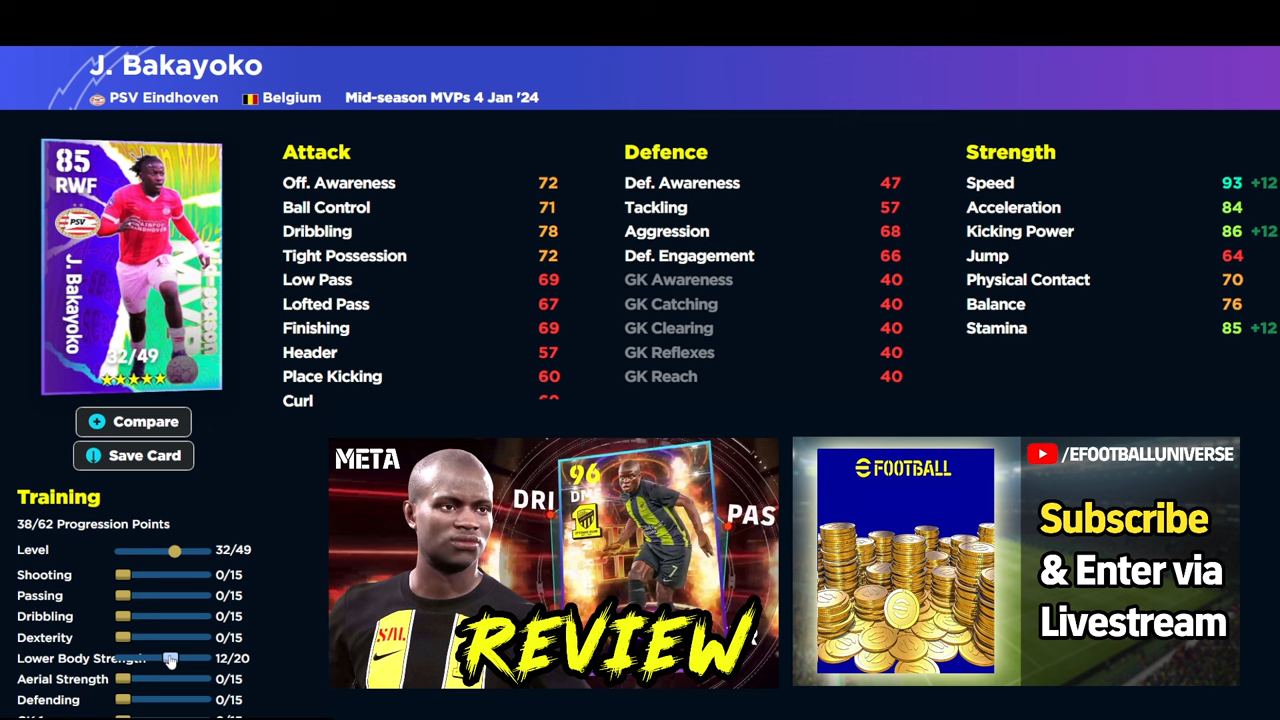 J. Bakayoko
PSV Eindhoven Belgium Mid-season MVPs 4 Jan '24
85
RWF
PSV
J. Bakayoko
Mid-season
MVP
32/49
Compare
Save Card
Attack
Off. Awareness 72
Ball Control 71
Dribbling 78
Tight Possession 72
Low Pass 69
Lofted Pass 67
Finishing 69
Header 57
Place Kicking 60
Curl
Defence
Def. Awareness 47
Tackling 57
Aggression 68
Def. Engagement 66
GK Awareness 40
GK Catching 40
GK Clearing 40
GK Reflexes 40
GK Reach 40
Strength
Speed 93 +12
Acceleration 84
Kicking Power 86 +12
Jump 64
Physical Contact 70
Balance 76
Stamina 85 +12
Training
38/62 Progression Points
Level 32/49
Shooting 0/15
Passing 0/15
Dribbling 0/15
Dexterity 0/15
Lower Body Strength 12/20
Aerial Strength 0/15
Defending 0/15
META
DRI
96
DMF
PAS
7
REVIEW
EFOOTBALL
/EFOOTBALLUNIVERSE
Subscribe
& Enter via
Livestream